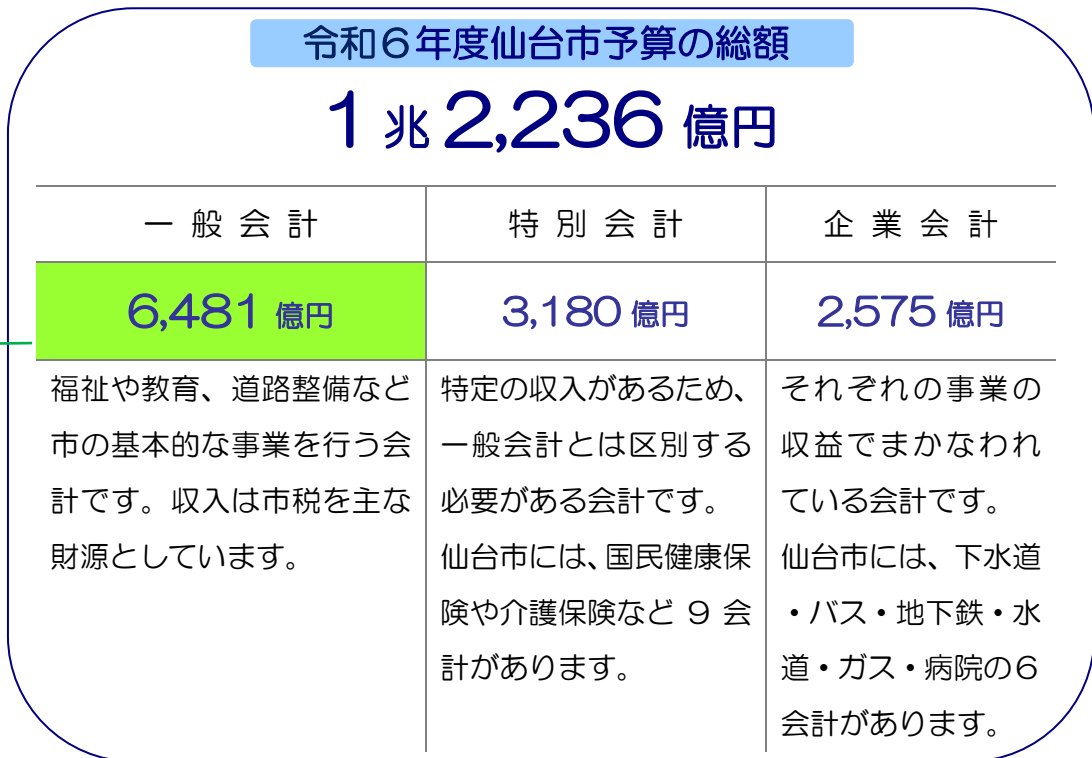 令和６年度仙台市予算の総額
１兆2,236億円
一般会計
特別会計
企業会計
6,481 億円
3,180 億円
2,575 億円
福祉や教育、道路整備など
市の基本的な事業を行う会
計です。収入は市税を主な
財源としています。
特定の収入があるため、
一般会計とは区別する
必要がある会計です。
仙台市には、国民健康保
険や介護保険など 9 会
計があります。
それぞれの事業の
収益でまかなわれ
ている会計です。
仙台市には、下水道
・バス・地下鉄・水
道・ガス・病院の６
会計があります。